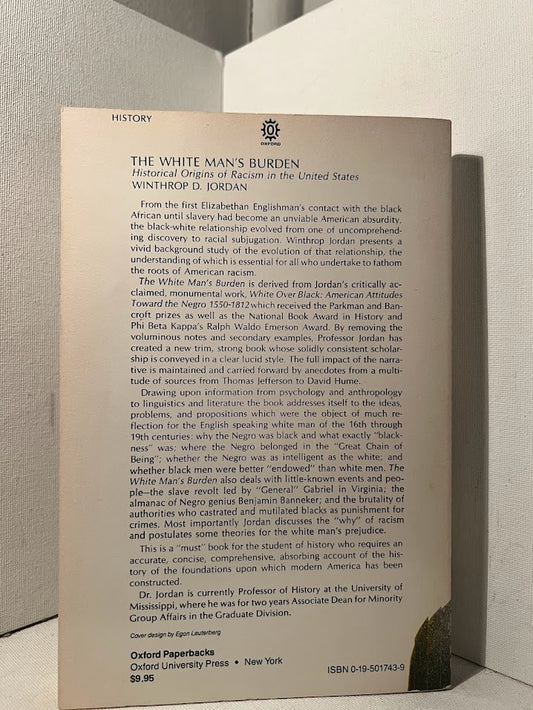 HISTORY
OXFORD
THE WHITE MAN'S BURDEN
Historical Origins of Racism in the United States
WINTHROP D. JORDAN
From the first Elizabethan Englishman's contact with the black
African until slavery had become an unviable American absurdity,
the black-white relationship evolved from one of uncomprehend-
ing discovery to racial subjugation. Winthrop Jordan presents a
vivid background study of the evolution of that relationship, the
understanding of which is essential for all who undertake to fathom
the roots of American racism.
The White Man's Burden is derived from Jordan's critically ac-
claimed, monumental work, White Over Black: American Attitudes
Toward the Negro 1550-1812 which received the Parkman and Ban-
croft prizes as well as the National Book Award in History and
Phi Beta Kappa's Ralph Waldo Emerson Award. By removing the
voluminous notes and secondary examples, Professor Jordan has
created a new trim, strong book whose solidly consistent scholar-
ship is conveyed in a clear lucid style. The full impact of the narra-
tive is maintained and carried forward by anecdotes from a multi-
tude of sources from Thomas Jefferson to David Hume.
Drawing upon information from psychology and anthropology
to linguistics and literature the book addresses itself to the ideas,
problems, and propositions which were the object of much re-
flection for the English speaking white man of the 16th through
19th centuries: why the Negro was black and what exactly "black-
ness" was; where the Negro belonged in the "Great Chain of
Being"; whether the Negro was as intelligent as the white; and
whether black men were better "endowed" than white men. The
White Man's Burden also deals with little-known events and peo-
ple—the slave revolt led by "General" Gabriel in Virginia; the
almanac of Negro genius Benjamin Banneker; and the brutality of
authorities who castrated and mutilated blacks as punishment for
crimes. Most importantly Jordan discusses the "why" of racism
and postulates some theories for the white man's prejudice.
This is a "must" book for the student of history who requires an
accurate, concise, comprehensive, absorbing account of the his-
tory of the foundations upon which modern America has been
constructed.
Dr. Jordan is currently Professor of History at the University of
Mississippi, where he was for two years Associate Dean for Minority
Group Affairs in the Graduate Division.
Cover design by Egon Lauterberg
Oxford Paperbacks
Oxford University Press • New York
$9.95
ISBN 0-19-501743-9